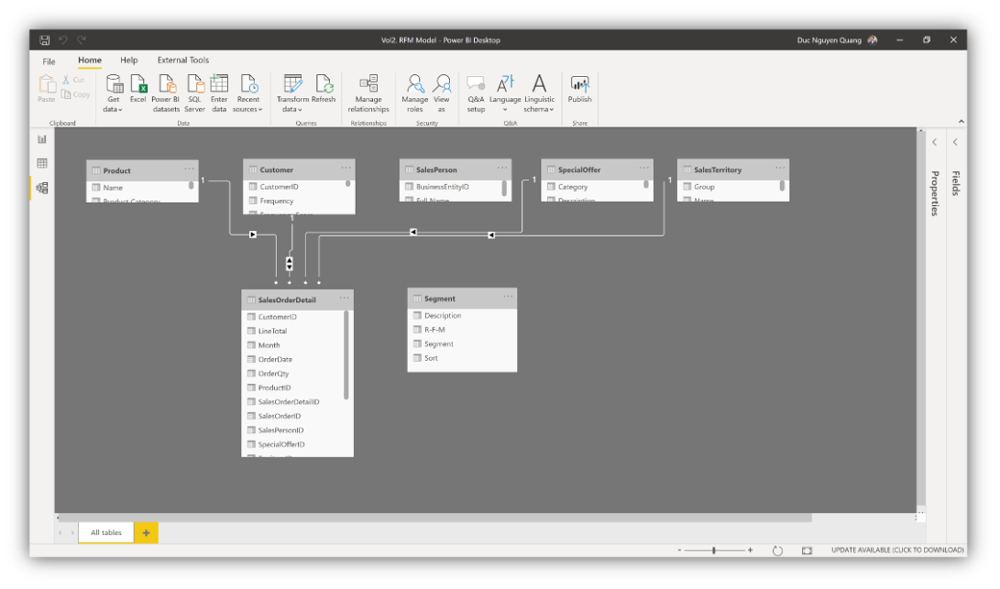 Vol2. RFM Model - Power BI Desktop
Duc Nguyen Quang
File Home Help External Tools
Paste
Cut
Copy
Get data
Excel
Power BI datasets
SQL Server
Enter data
Recent sources
Transform data
Refresh
Manage relationships
Manage roles
View as
Q&A setup
Language
Linguistic schema
Publish
Clipboard
Data
Queries
Relationships
Security
Q&A
Share
Product
Name
Product Category
Customer
CustomerID
Frequency
SalesPerson
BusinessEntityID
Full Name
SpecialOffer
Category
Description
SalesTerritory
Group
Name
1
1
1
1
SalesOrderDetail
CustomerID
LineTotal
Month
OrderDate
OrderQty
ProductID
SalesOrderDetailID
SalesOrderID
SalesPersonID
SpecialOfferID
Segment
Description
R-F-M
Segment
Sort
Properties
Fields
All tables
UPDATE AVAILABLE (CLICK TO DOWNLOAD)